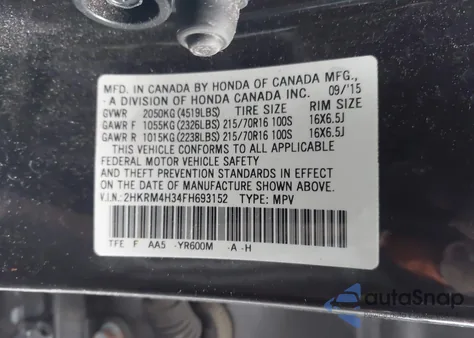 MFD. IN CANADA BY HONDA OF CANADA MFG.,
- A DIVISION OF HONDA CANADA INC. 09/'15
GVWR 2050KG (4519LBS) TIRE SIZE RIM SIZE
GAWR F 1055KG (2326LBS) 215/70R16 100S 16X6.5J
GAWR R 1015KG (2238LBS) 215/70R16 100S 16X6.5J
THIS VEHICLE CONFORMS TO ALL APPLICABLE
FEDERAL MOTOR VEHICLE SAFETY
AND THEFT PREVENTION STANDARDS IN EFFECT ON
THE DATE OF MANUFACTURE SHOWN ABOVE.
V.I.N.:2HKRM4H34FH693152 TYPE: MPV
TFE F AA5 -YR600M -A -H
autoSnap